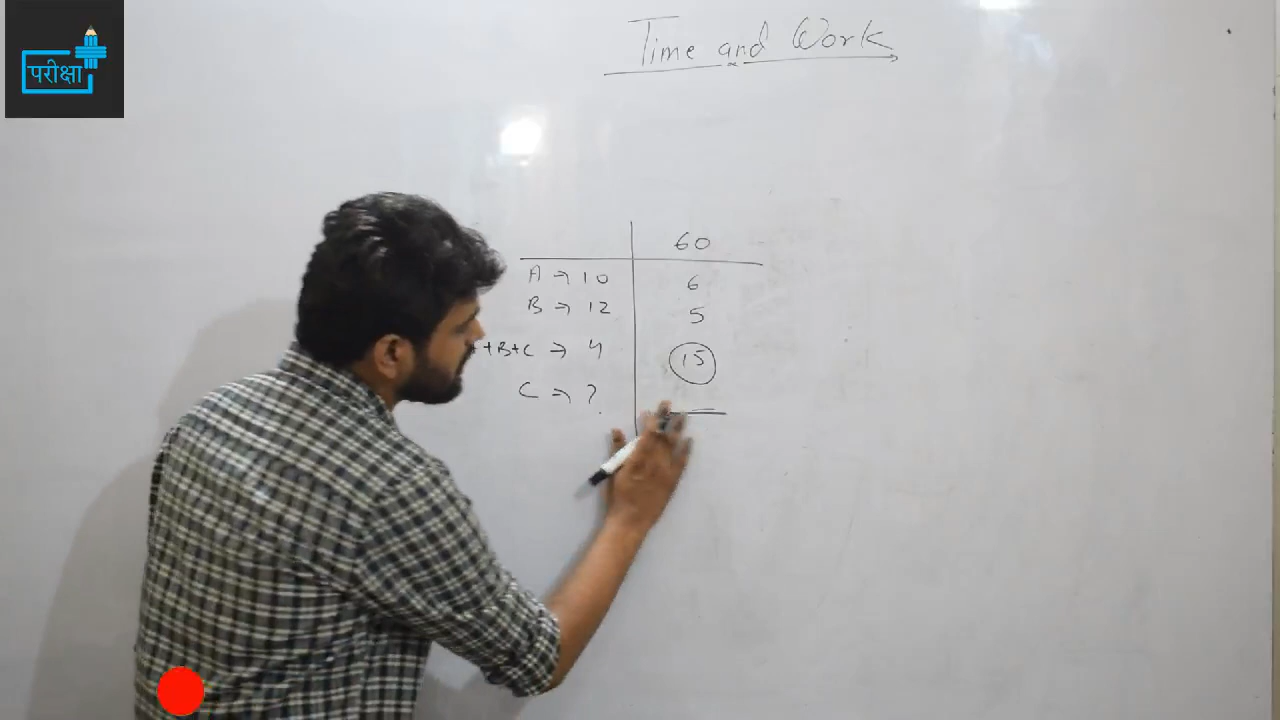 परीक्षा
Time and Work
60
A → 10 6
B → 12 5
+B+C → 4 15
C → ?